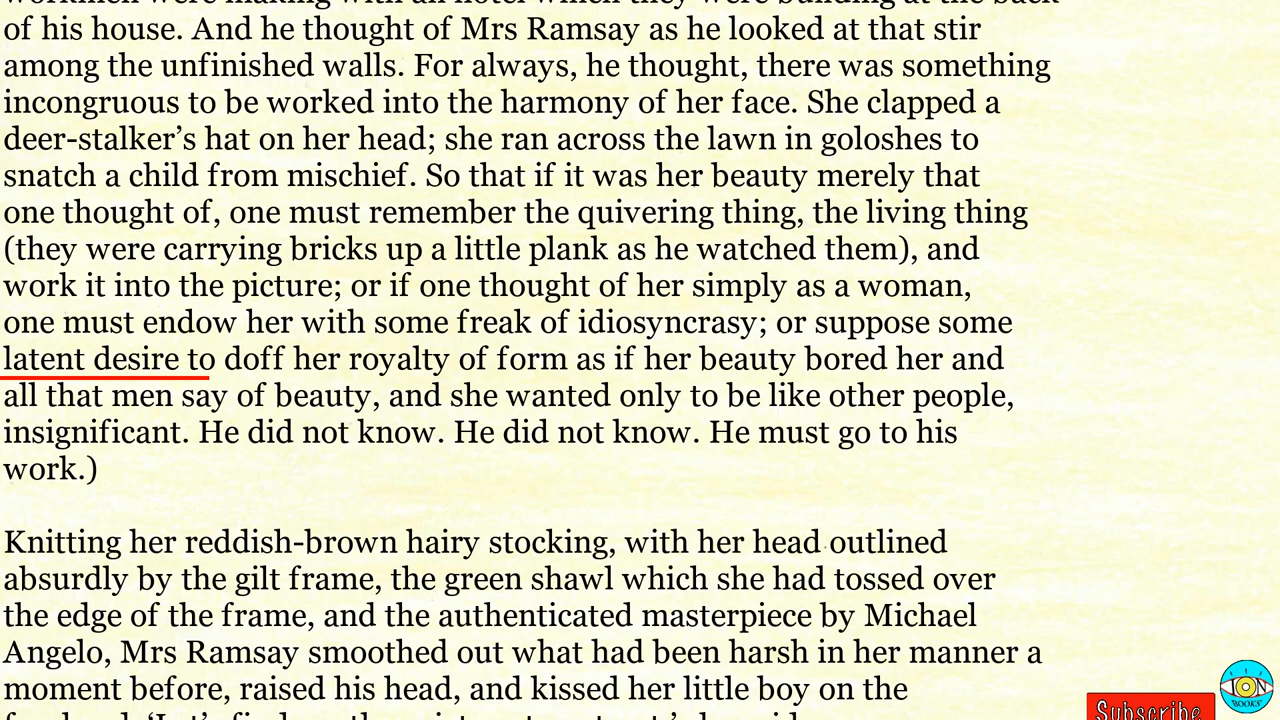 of his house. And he thought of Mrs Ramsay as he looked at that stir
among the unfinished walls. For always, he thought, there was something
incongruous to be worked into the harmony of her face. She clapped a
deer-stalker’s hat on her head; she ran across the lawn in goloshes to
snatch a child from mischief. So that if it was her beauty merely that
one thought of, one must remember the quivering thing, the living thing
(they were carrying bricks up a little plank as he watched them), and
work it into the picture; or if one thought of her simply as a woman,
one must endow her with some freak of idiosyncrasy; or suppose some
latent desire to doff her royalty of form as if her beauty bored her and
all that men say of beauty, and she wanted only to be like other people,
insignificant. He did not know. He did not know. He must go to his
work.)
Knitting her reddish-brown hairy stocking, with her head outlined
absurdly by the gilt frame, the green shawl which she had tossed over
the edge of the frame, and the authenticated masterpiece by Michael
Angelo, Mrs Ramsay smoothed out what had been harsh in her manner a
moment before, raised his head, and kissed her little boy on the
Subscribe
ION
BOOKS